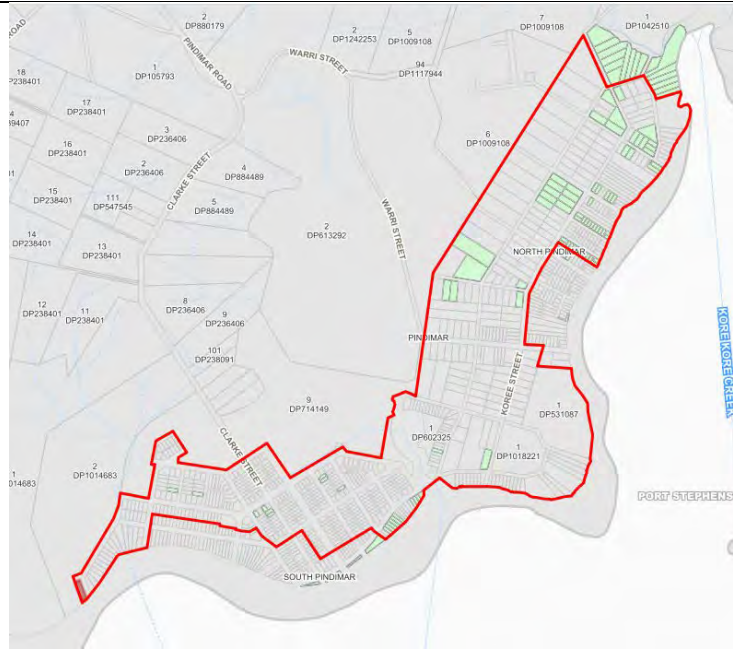 2
DP880179
7
DP1009108
1
DP1042510
ROAD
PINDIMAR ROAD
2
DP1242253
5
DP1009108
WARRI STREET
94
DP1117944
1
DP105793
18
DP238401
17
DP238401
4
9407
3
DP236406
6
DP1009108
16
DP238401
2
DP236406
4
DP884489
CLARKE STREET
15
DP238401
111
DP547545
5
DP884489
WARRI STREET
2
DP613292
14
DP238401
13
DP238401
NORTH PINDIMAR
12
DP238401
11
DP238401
8
DP236406
9
DP236406
KORE KORE CREEK
PINDIMAR
101
DP238091
KOREE STREET
9
DP714149
1
DP531087
1
DP602325
CLARKE STREET
1
DP1018221
1
014683
2
DP1014683
PORT STEPHENS
SOUTH PINDIMAR